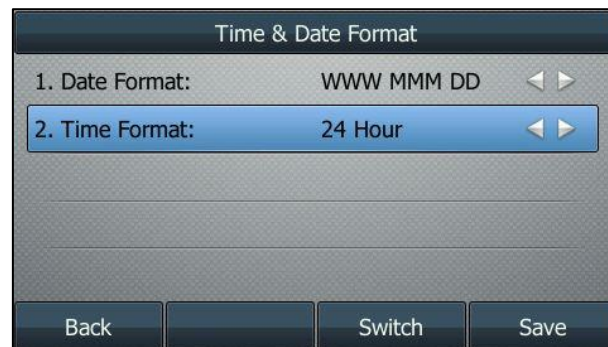 Time & Date Format
1. Date Format: WWW MMM DD
2. Time Format: 24 Hour
Back Switch Save